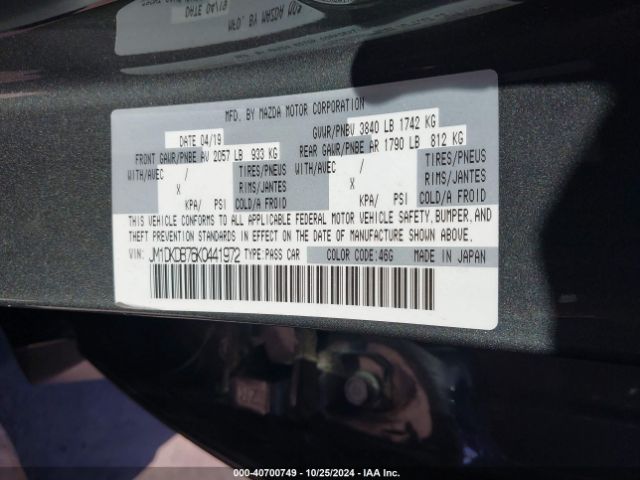 MFD. BY MAZDA MOTOR CORPORATION
DATE 04/19
GVWR/PNBV 3840 LB 1742 KG
FRONT GAWR/PNBE AV 2057 LB 933 KG
REAR GAWR/PNBE AR 1790 LB 812 KG
WITH/AVEC / TIRES/PNEUS
WITH/AVEC / TIRES/PNEUS
X RIMS/JANTES
X RIMS/JANTES
KPA/ PSI COLD/A FROID
KPA/ PSI COLD/A FROID
THIS VEHICLE CONFORMS TO ALL APPLICABLE FEDERAL MOTOR VEHICLE SAFETY, BUMPER, AND
THEFT PREVENTION STANDARDS IN EFFECT ON THE DATE OF MANUFACTURE SHOWN ABOVE.
VIN: JM1DKDB76K0441972 TYPE:PASS CAR COLOR CODE:46G MADE IN JAPAN
000-40700749 - 10/25/2024 - IAA Inc.